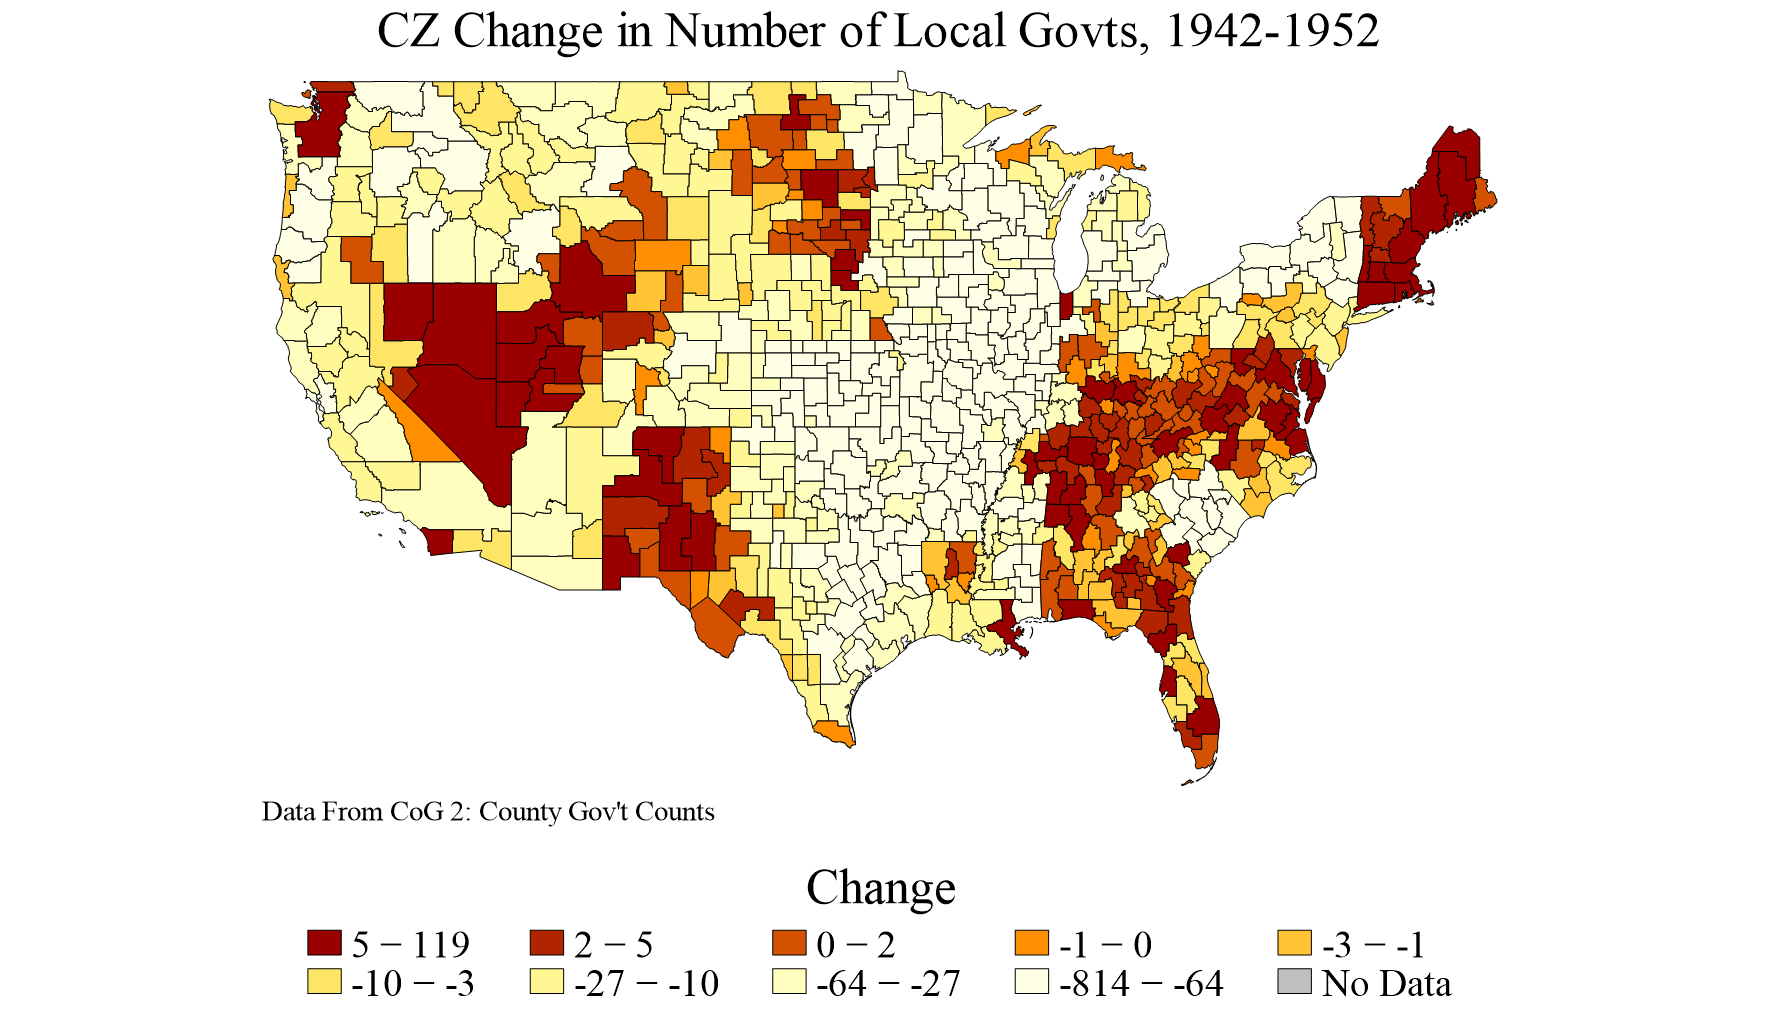 CZ Change in Number of Local Govts, 1942-1952
Data From CoG 2: County Gov't Counts
Change
5 − 119 2 − 5 0 − 2 -1 − 0 -3 − -1
-10 − -3 -27 − -10 -64 − -27 -814 − -64 No Data